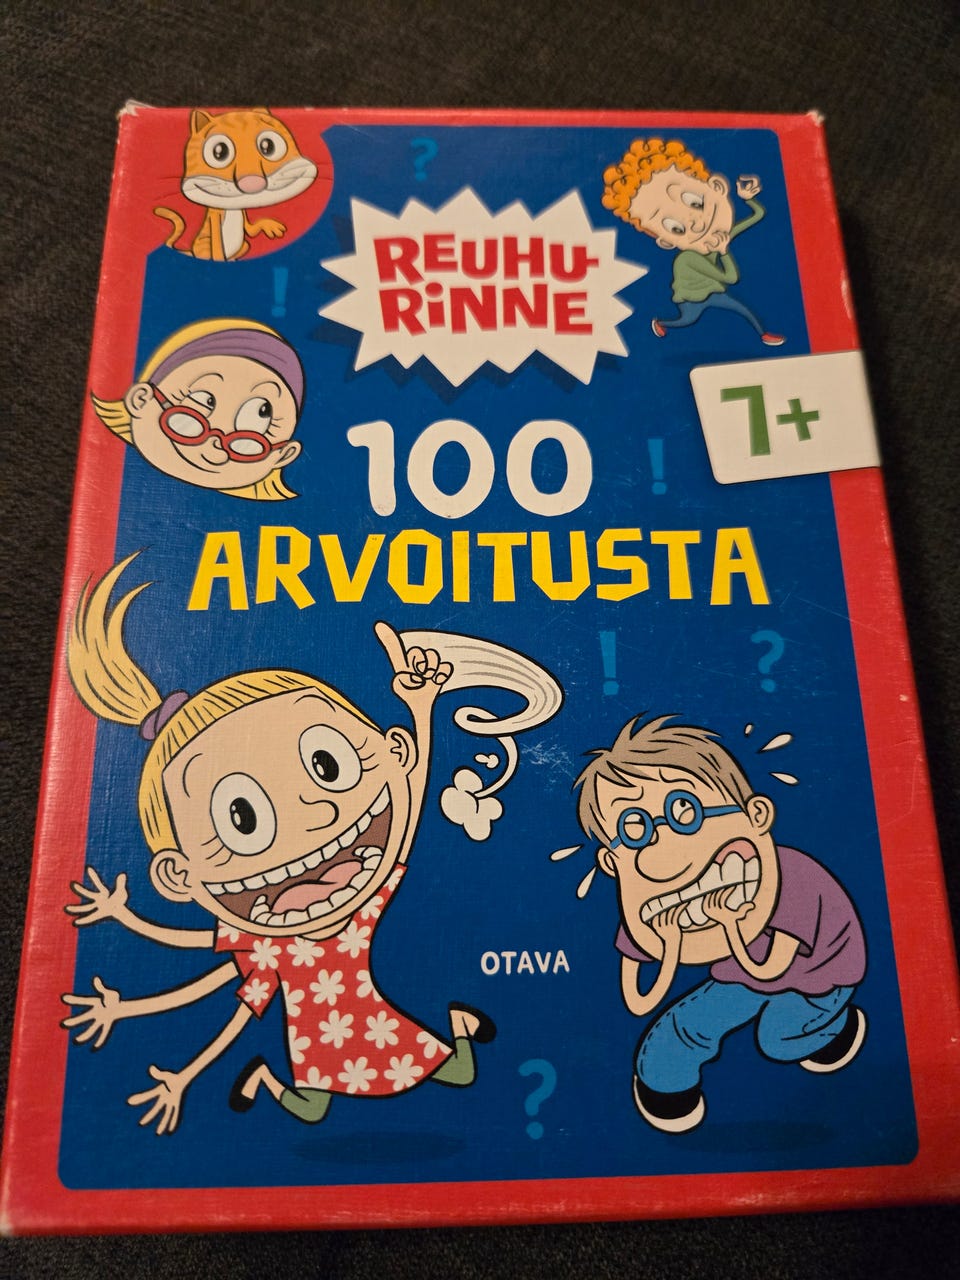 REUHU-
RiNNE
7+
100
ARVOITUSTA
OTAVA